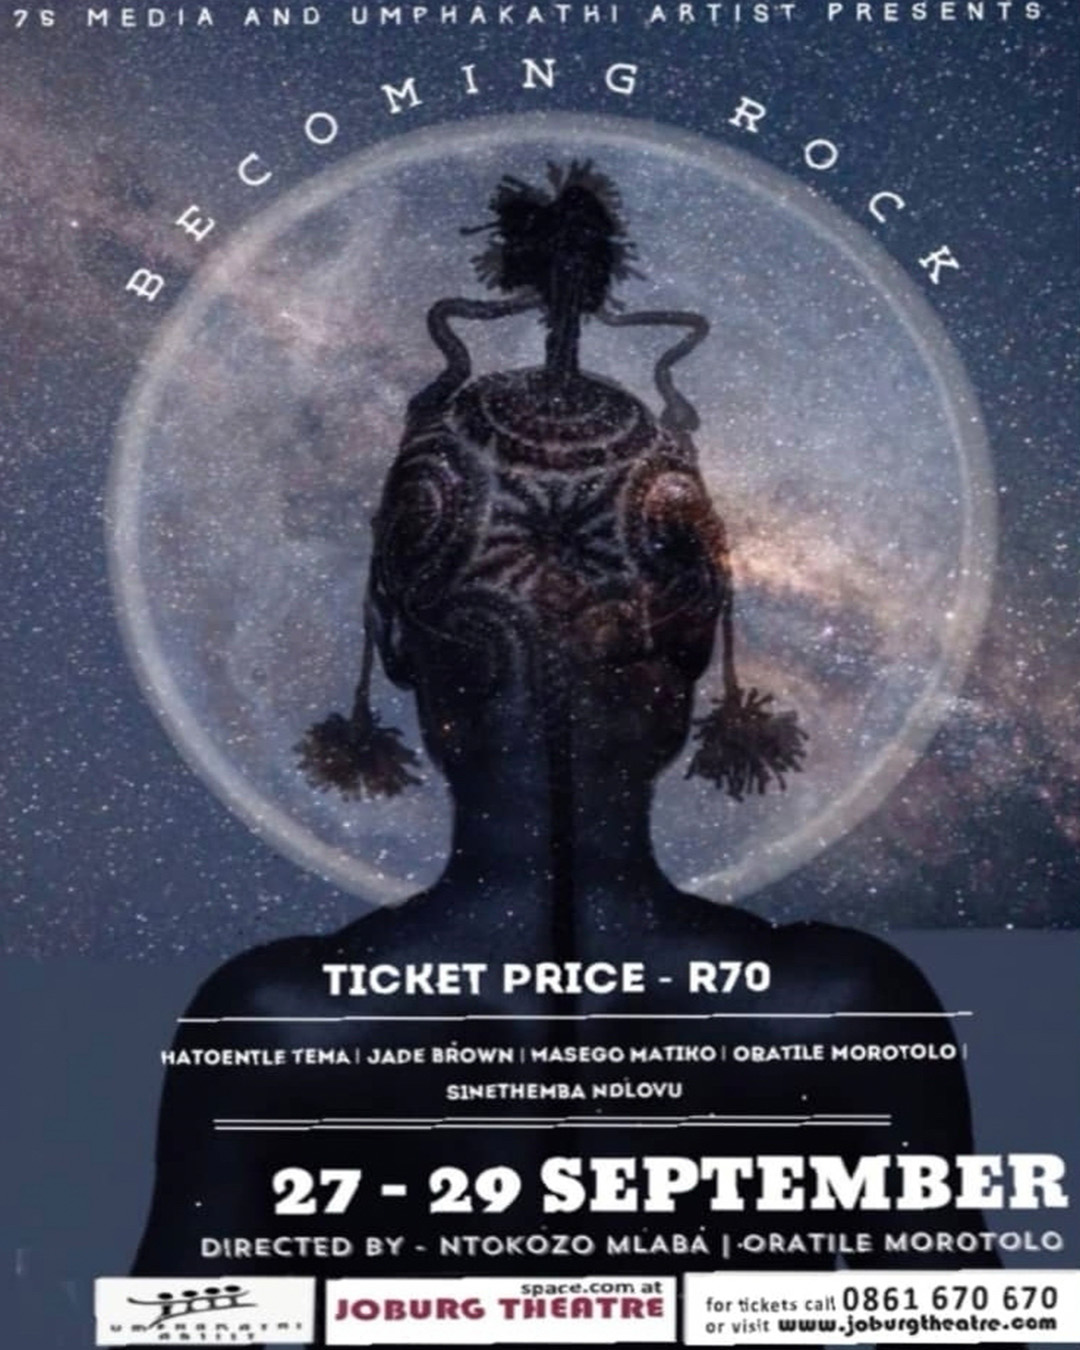 7S MEDIA AND UMPHAKATHI ARTIST PRESENTS
BECOMING ROCK
TICKET PRICE - R70
HATOENTLE TEMA | JADE BROWN | MASEGO MATIKO | ORATILE MOROTOLO |
SINETHEMBA NDLOVU
27 - 29 SEPTEMBER
DIRECTED BY - NTOKOZO MLABA | ORATILE MOROTOLO
UMPHAKATHI
ARTIST
space.com at
JOBURG THEATRE
for tickets call 0861 670 670
or visit www.joburgtheatre.com